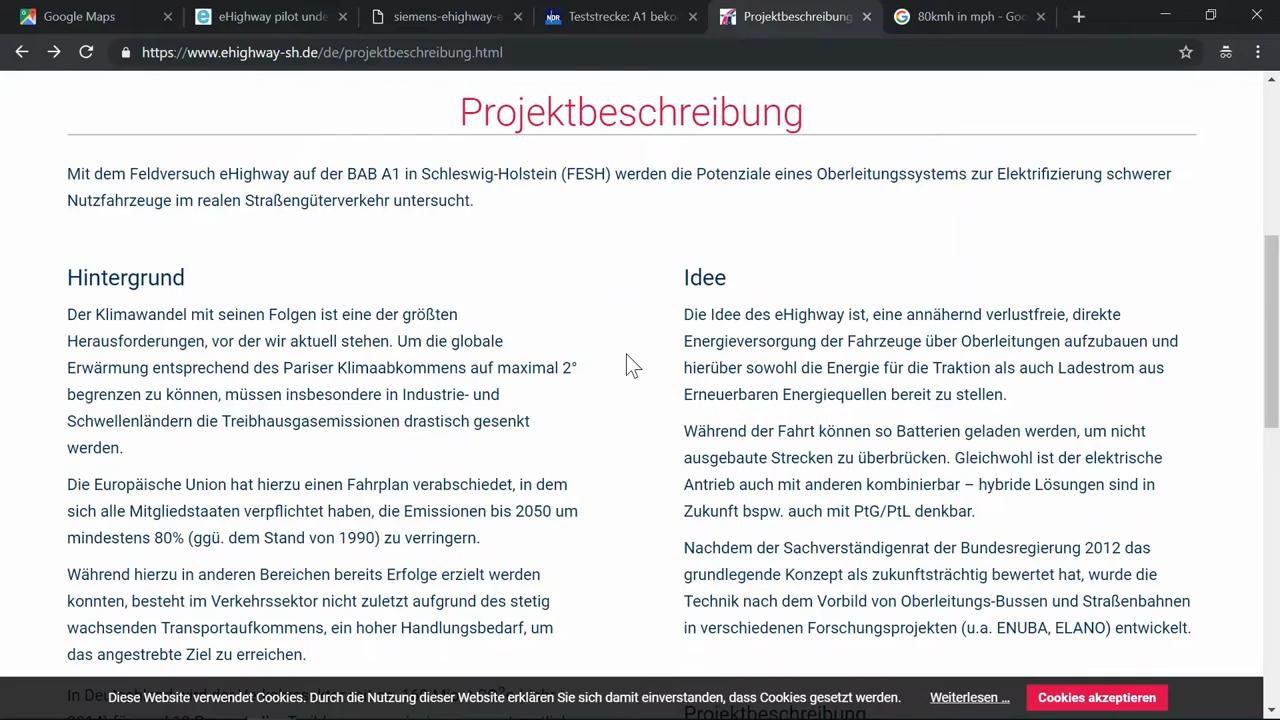 Google Maps
eHighway pilot unde
siemens-ehighway-e
Teststrecke: A1 beko
Projektbeschreibung
80kmh in mph - Goo
https://www.ehighway-sh.de/de/projektbeschreibung.html
Projektbeschreibung
Mit dem Feldversuch eHighway auf der BAB A1 in Schleswig-Holstein (FESH) werden die Potenziale eines Oberleitungssystems zur Elektrifizierung schwerer
Nutzfahrzeuge im realen Straßengüterverkehr untersucht.
Hintergrund
Der Klimawandel mit seinen Folgen ist eine der größten
Herausforderungen, vor der wir aktuell stehen. Um die globale
Erwärmung entsprechend des Pariser Klimaabkommens auf maximal 2°
begrenzen zu können, müssen insbesondere in Industrie- und
Schwellenländern die Treibhausgasemissionen drastisch gesenkt
werden.
Die Europäische Union hat hierzu einen Fahrplan verabschiedet, in dem
sich alle Mitgliedstaaten verpflichtet haben, die Emissionen bis 2050 um
mindestens 80% (ggü. dem Stand von 1990) zu verringern.
Während hierzu in anderen Bereichen bereits Erfolge erzielt werden
konnten, besteht im Verkehrssektor nicht zuletzt aufgrund des stetig
wachsenden Transportaufkommens, ein hoher Handlungsbedarf, um
das angestrebte Ziel zu erreichen.
Idee
Die Idee des eHighway ist, eine annähernd verlustfreie, direkte
Energieversorgung der Fahrzeuge über Oberleitungen aufzubauen und
hierüber sowohl die Energie für die Traktion als auch Ladestrom aus
Erneuerbaren Energiequellen bereit zu stellen.
Während der Fahrt können so Batterien geladen werden, um nicht
ausgebaute Strecken zu überbrücken. Gleichwohl ist der elektrische
Antrieb auch mit anderen kombinierbar – hybride Lösungen sind in
Zukunft bspw. auch mit PtG/PtL denkbar.
Nachdem der Sachverständigenrat der Bundesregierung 2012 das
grundlegende Konzept als zukunftsträchtig bewertet hat, wurde die
Technik nach dem Vorbild von Oberleitungs-Bussen und Straßenbahnen
in verschiedenen Forschungsprojekten (u.a. ENUBA, ELANO) entwickelt.
Projektbeschreibung
Diese Website verwendet Cookies. Durch die Nutzung dieser Website erklären Sie sich damit einverstanden, dass Cookies gesetzt werden.
Weiterlesen ...
Cookies akzeptieren